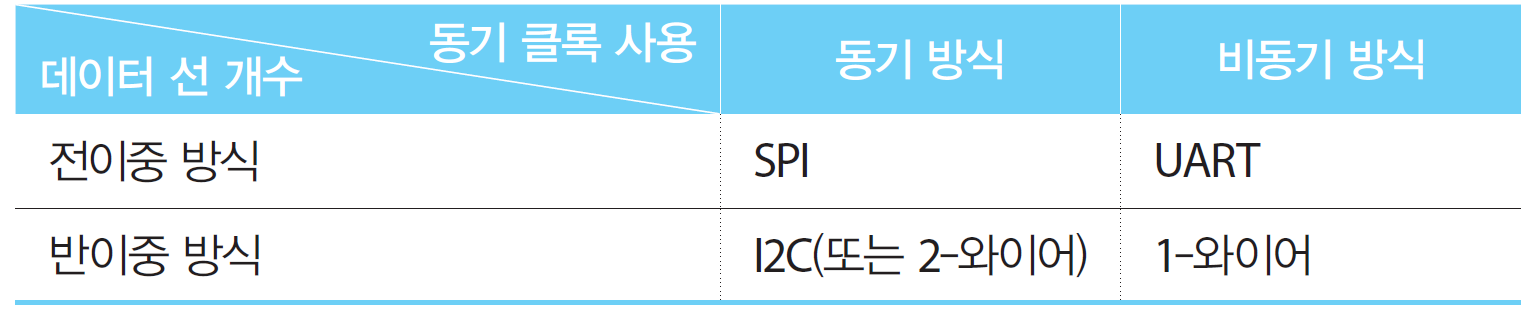 동기 클록 사용
데이터 선 개수
동기 방식
비동기 방식
전이중 방식
SPI
UART
반이중 방식
I2C(또는 2-와이어)
1-와이어